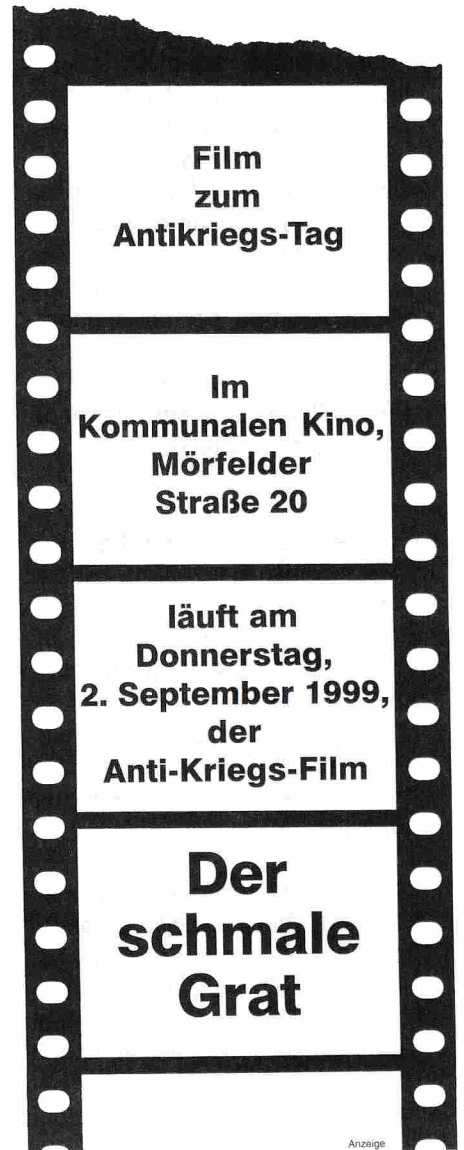 Film
zum
Antikriegs-Tag
Im
Kommunalen Kino,
Mörfelder
Straße 20
läuft am
Donnerstag,
2. September 1999,
der
Anti-Kriegs-Film
Der
schmale
Grat
Anzeige